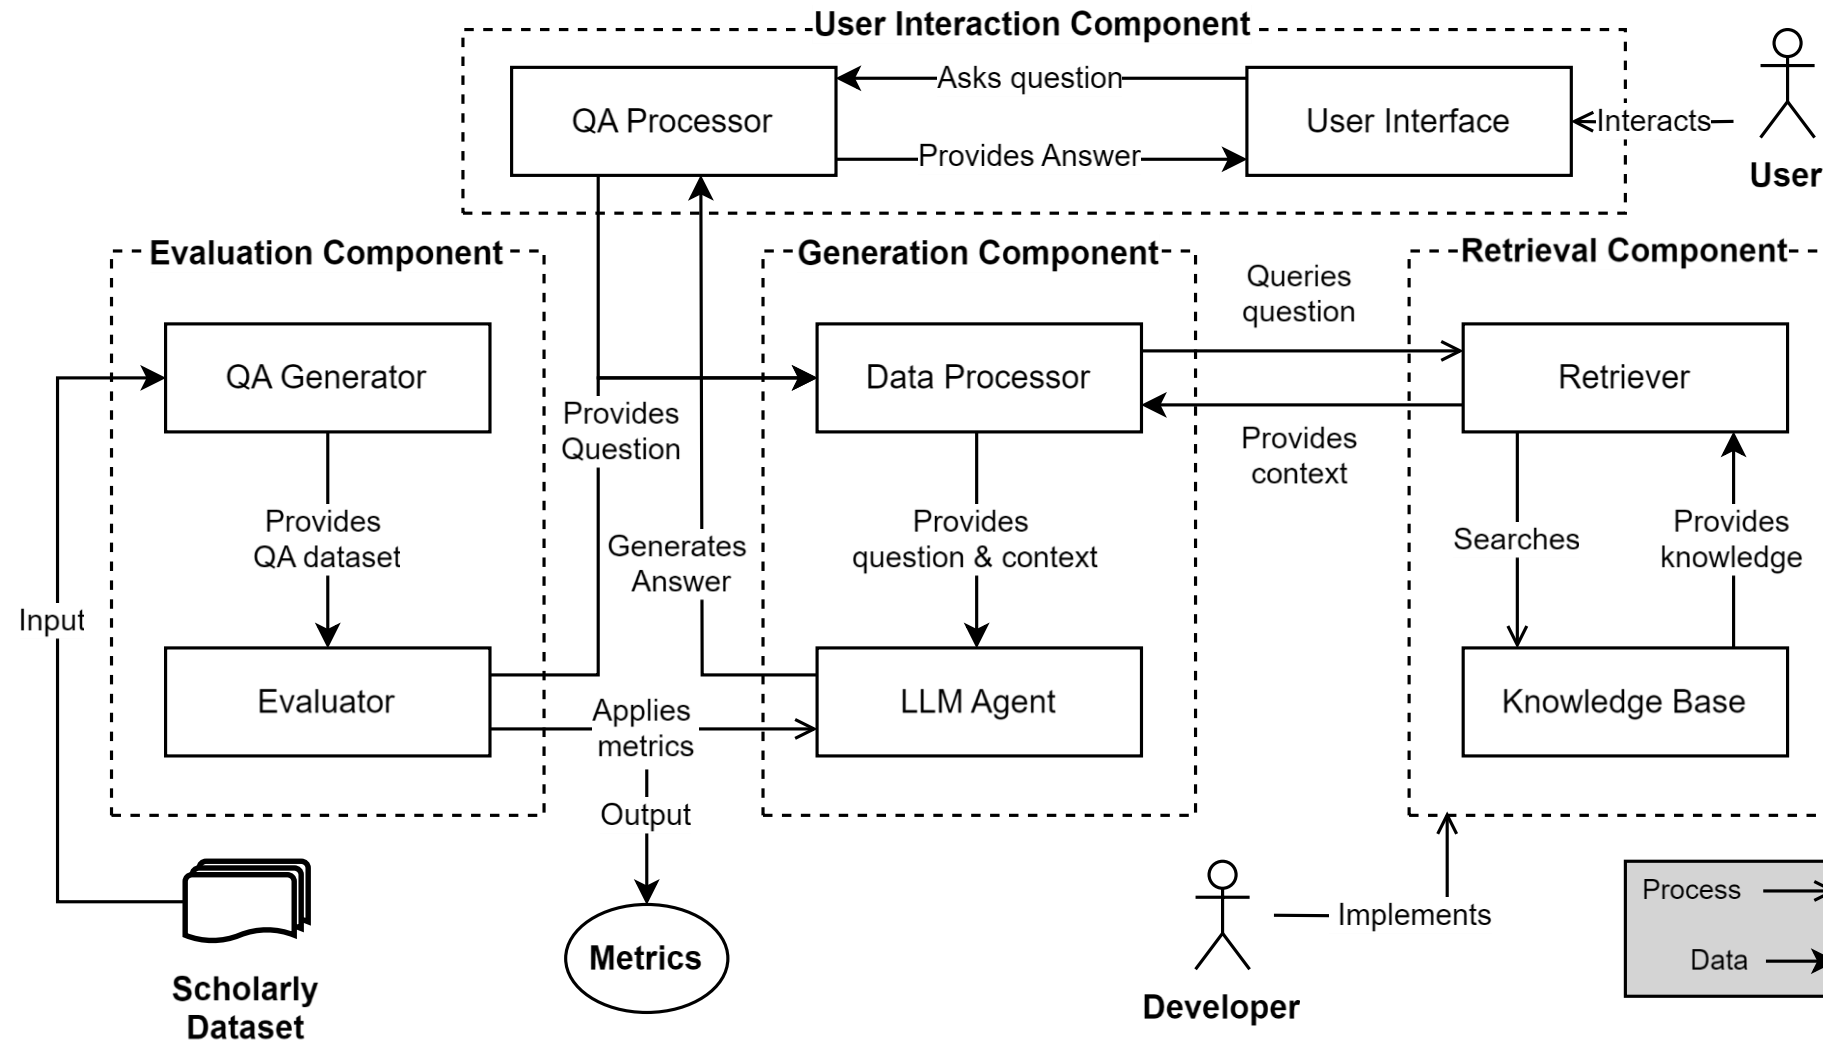 User Interaction Component
Asks question
QA Processor
User Interface
Interacts
Provides Answer
User
Evaluation Component
Generation Component
Retrieval Component
Queries
question
QA Generator
Data Processor
Retriever
Provides
Question
Provides
context
Provides
QA dataset
Generates
Answer
Provides
question & context
Searches
Provides
knowledge
Input
Evaluator
Applies
metrics
LLM Agent
Knowledge Base
Output
Process
Implements
Metrics
Data
Scholarly
Dataset
Developer